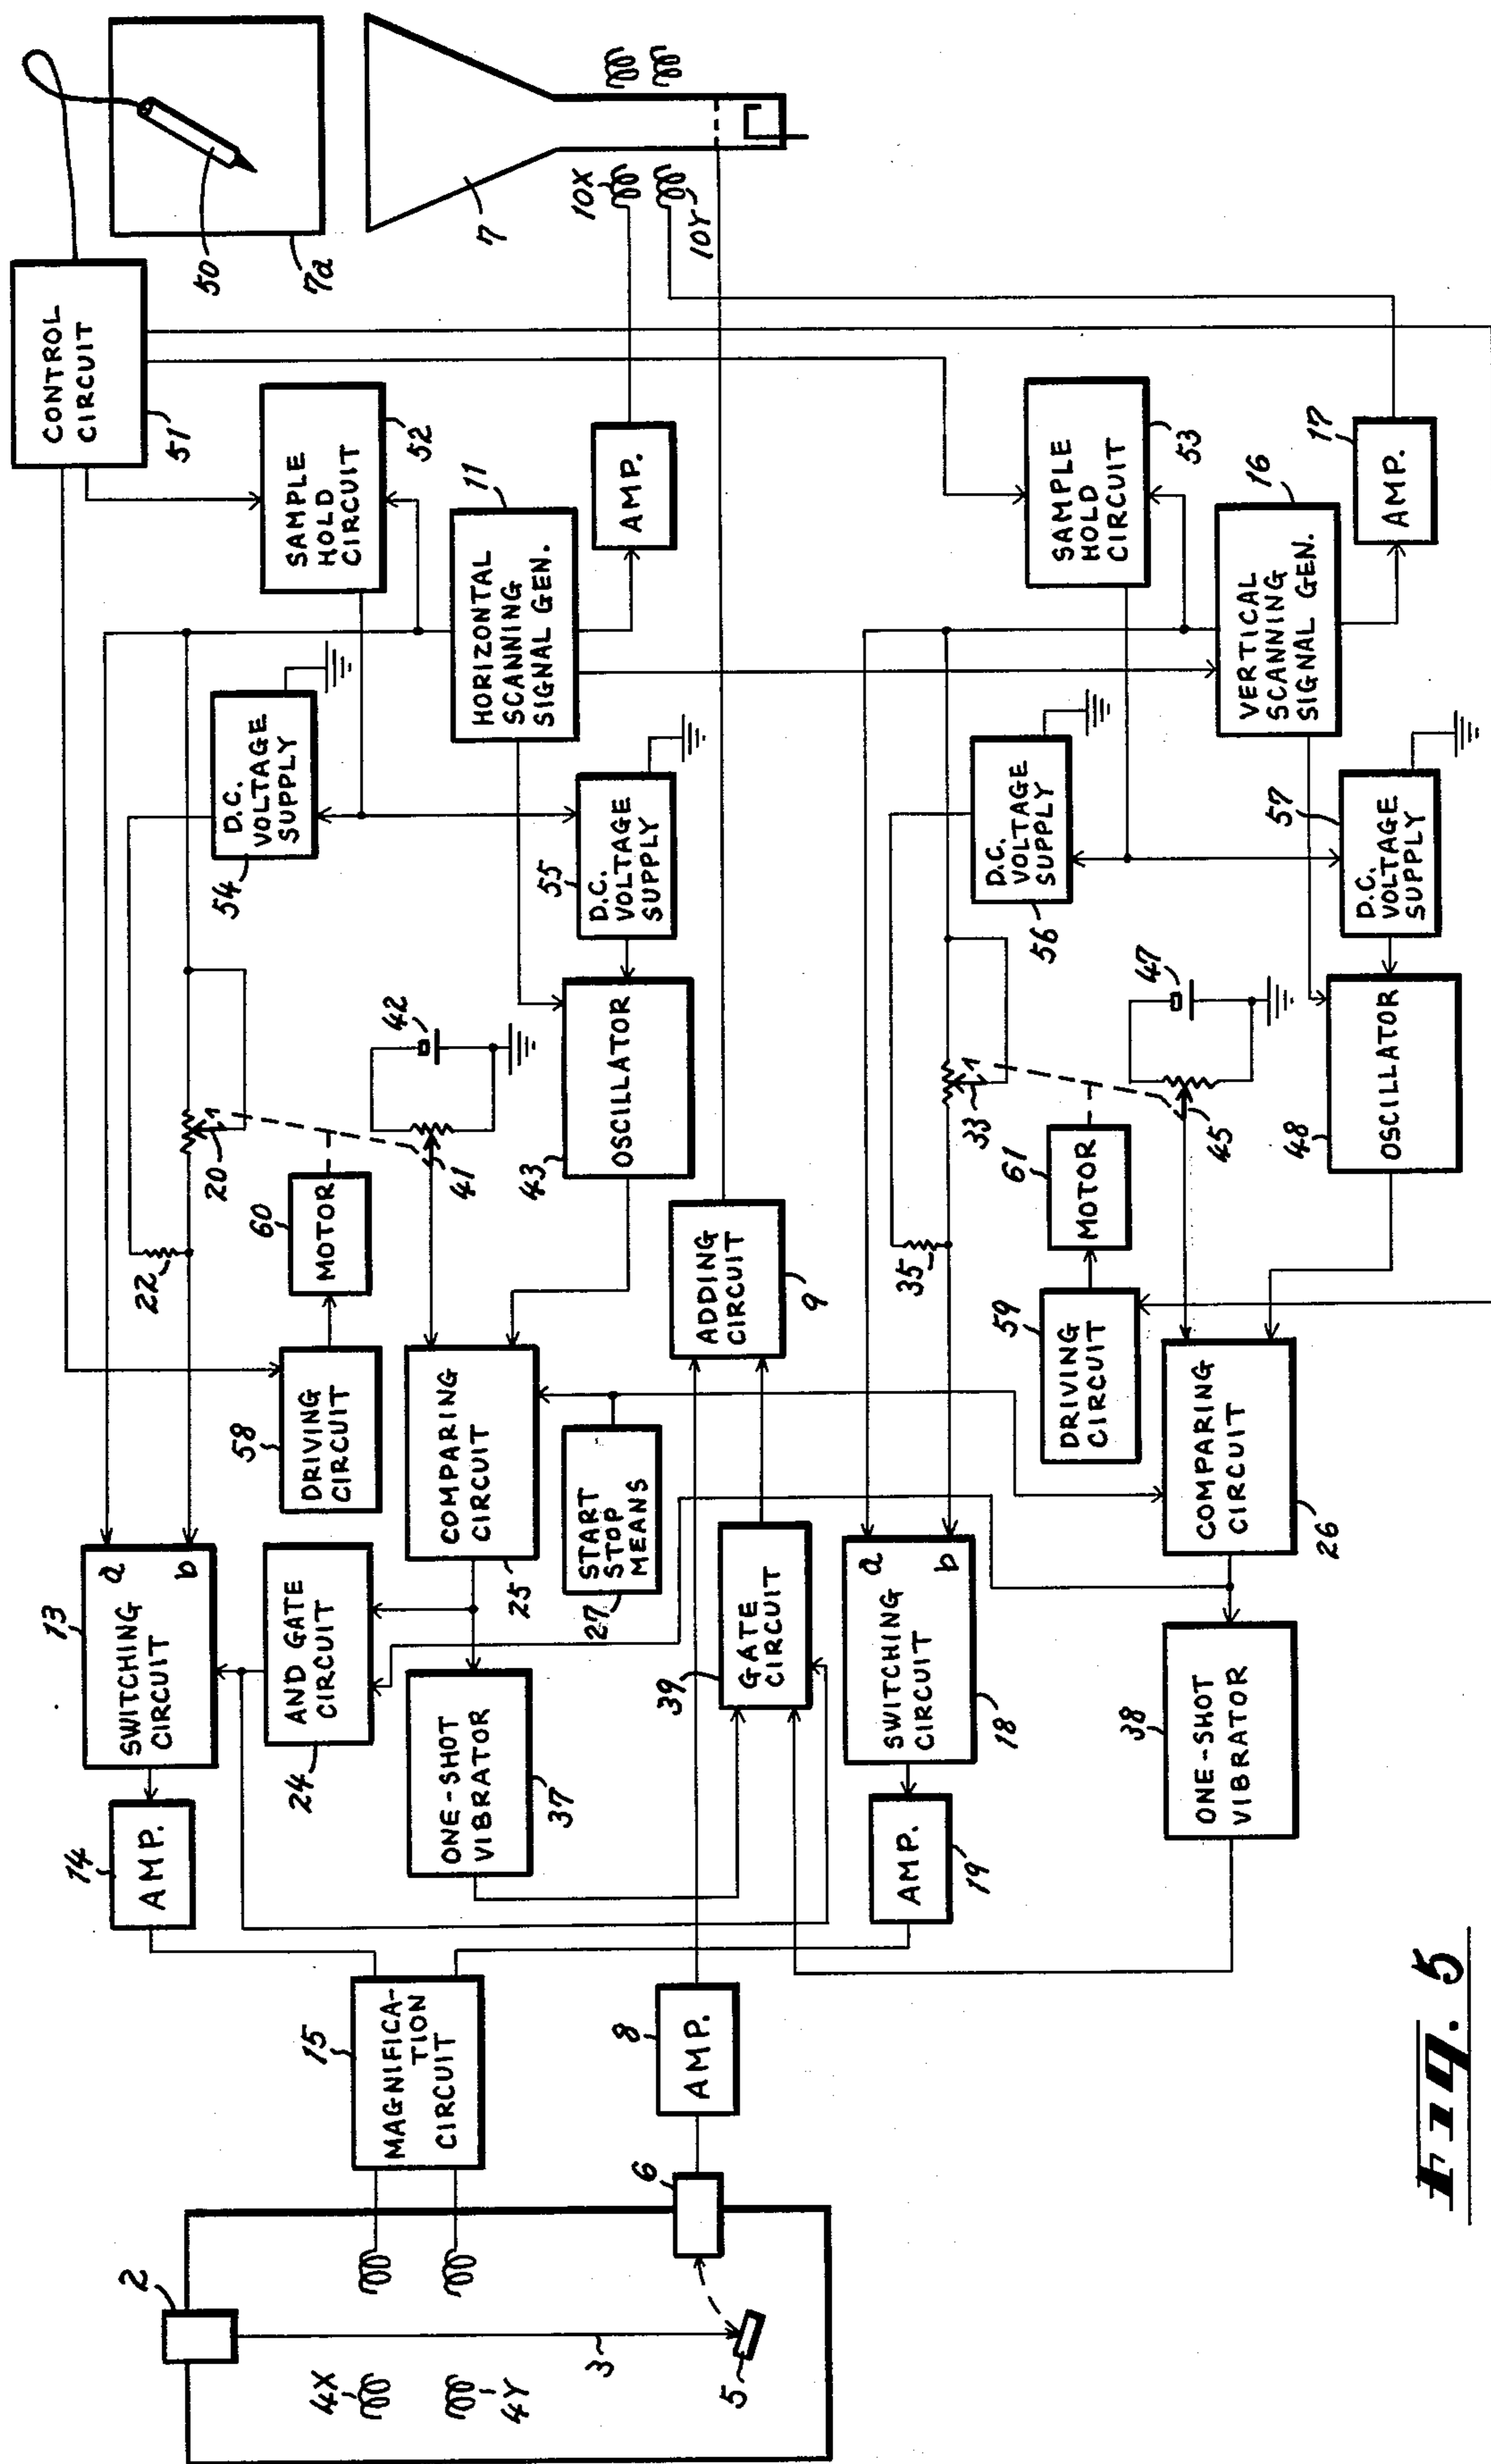 CONTROL
CIRCUIT
51
50
7a
SAMPLE
HOLD
CIRCUIT
52
D.C.
VOLTAGE
SUPPLY
54
22
20
60
MOTOR
58
DRIVING
CIRCUIT
13
a
b
SWITCHING
CIRCUIT
14
AMP.
AND GATE
CIRCUIT
24
7
10X
10Y
11
HORIZONTAL
SCANNING
SIGNAL GEN.
AMP.
55
D.C.
VOLTAGE
SUPPLY
42
41
43
OSCILLATOR
COMPARING
CIRCUIT
25
START
STOP
MEANS
27
ADDING
CIRCUIT
9
ONE-SHOT
VIBRATOR
37
39
GATE
CIRCUIT
15
MAGNIFICA-
TION
CIRCUIT
8
AMP.
6
2
4X
4Y
3
5
SAMPLE
HOLD
CIRCUIT
53
16
VERTICAL
SCANNING
SIGNAL GEN.
17
AMP.
D.C.
VOLTAGE
SUPPLY
56
57
D.C.
VOLTAGE
SUPPLY
47
45
33
35
61
MOTOR
48
OSCILLATOR
59
DRIVING
CIRCUIT
COMPARING
CIRCUIT
26
a
b
SWITCHING
CIRCUIT
18
AMP.
19
38
ONE-SHOT
VIBRATOR
Fig. 5